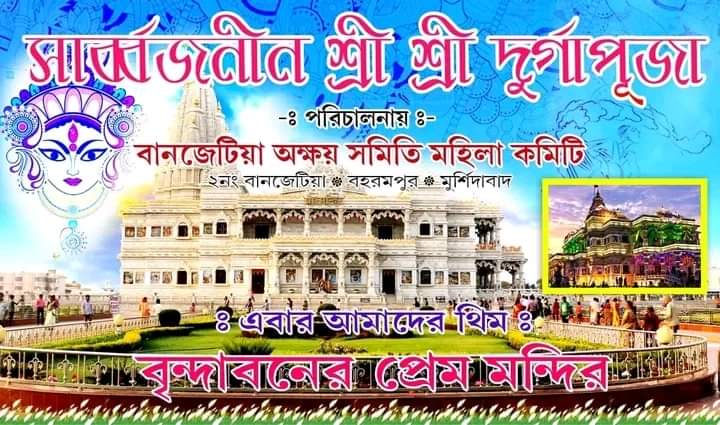 সার্ব্বজনীন শ্রী শ্রী দুর্গাপূজা
-ঃ পরিচালনায় ঃ-
বানজেটিয়া অক্ষয় সমিতি মহিলা কমিটি
২নং বানজেটিয়া ❋ বহরমপুর ❋ মুর্শিদাবাদ
ঃ এবার আমাদের থিম ঃ
বৃন্দাবনের প্রেম মন্দির